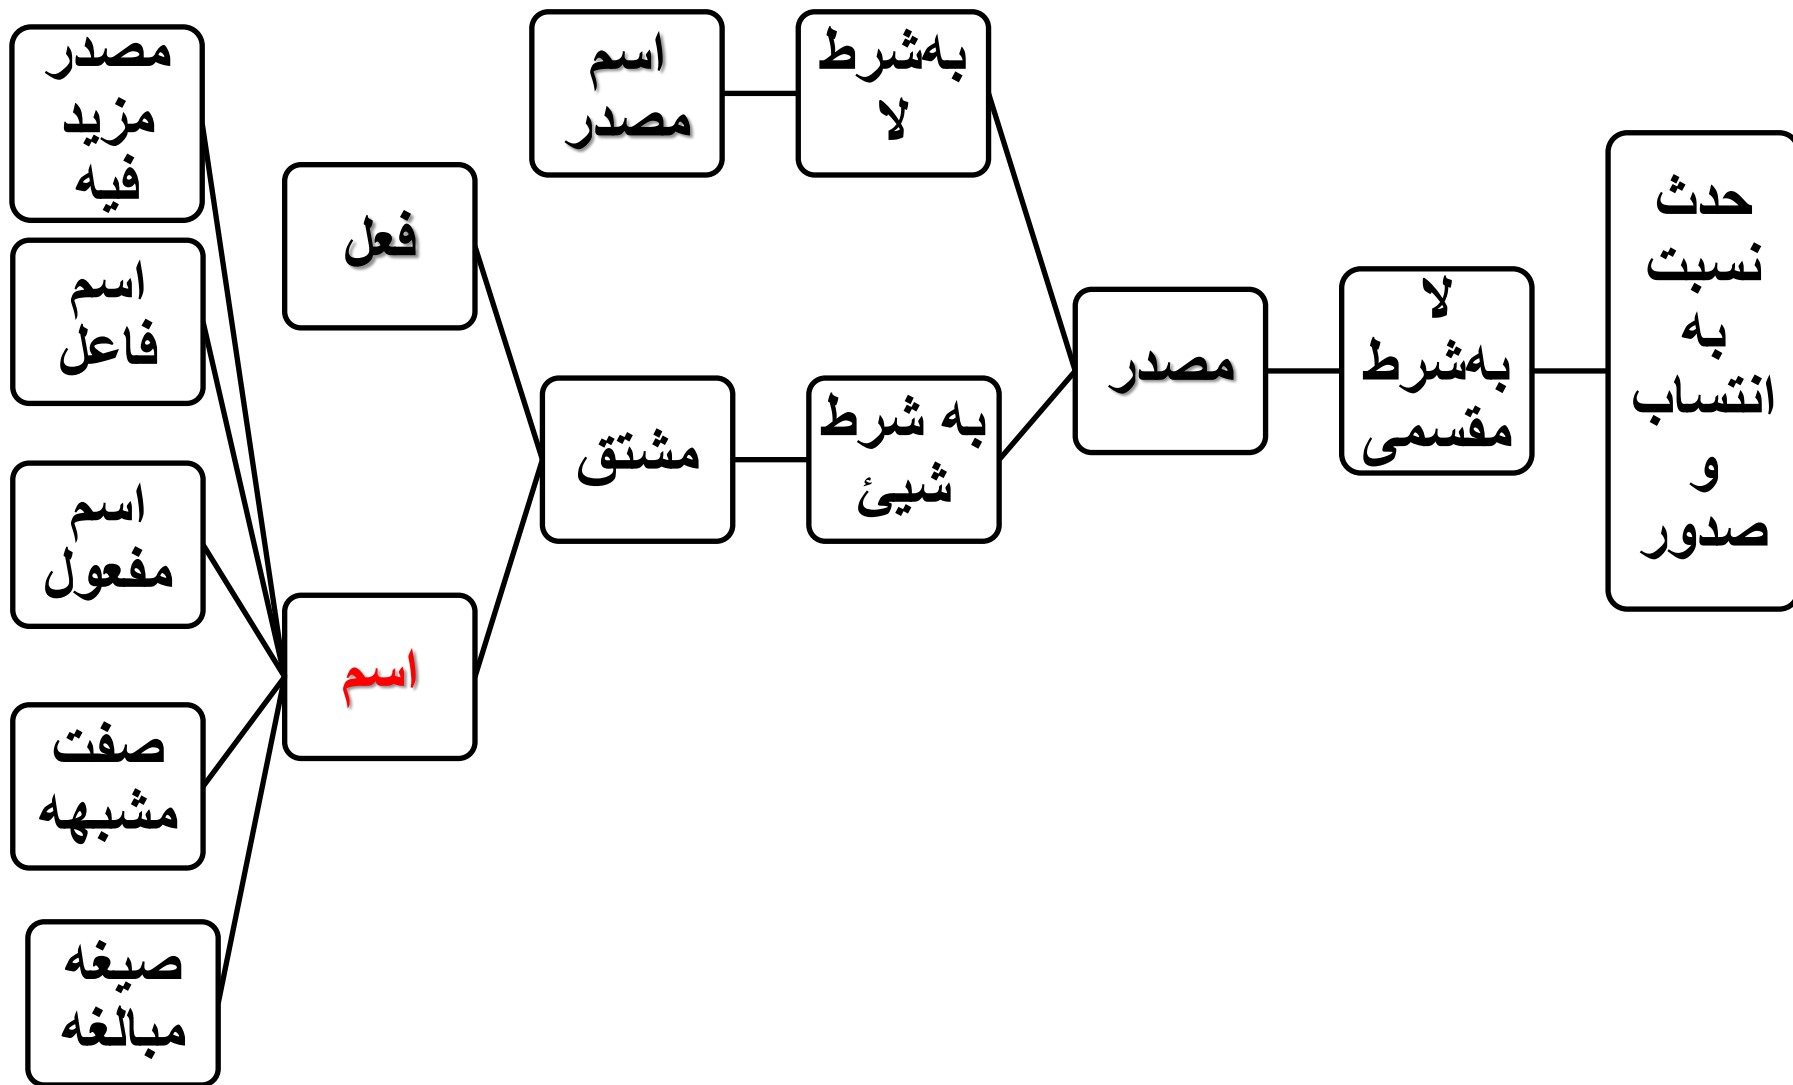 حدث
نسبت
به
انتساب
و
صدور
لا
به‌شرط
مقسمی
مصدر
به‌شرط
لا
اسم
مصدر
به شرط
شیئ
مشتق
فعل
اسم
مصدر
مزید
فیه
اسم
فاعل
اسم
مفعول
صفت
مشبهه
صیغه
مبالغه